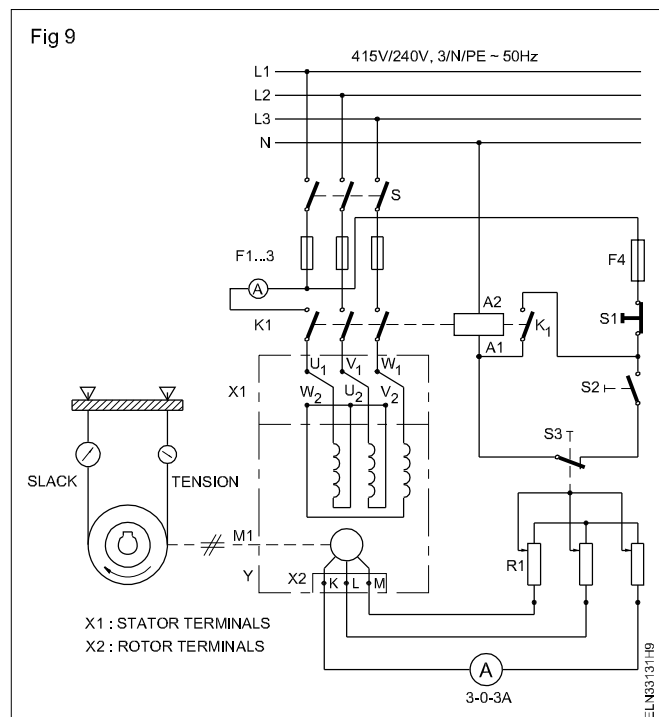 Fig 9
415V/240V, 3/N/PE ~ 50Hz
L1
L2
L3
N
S
F1...3
F4
A
A2
K1
K1
S1
A1
U1 V1 W1
X1
W2 U2 V2
S2
S3
SLACK
TENSION
M1
R1
Y
X2 K L M
X1 : STATOR TERMINALS
X2 : ROTOR TERMINALS
A
3-0-3A
ELN33131H9